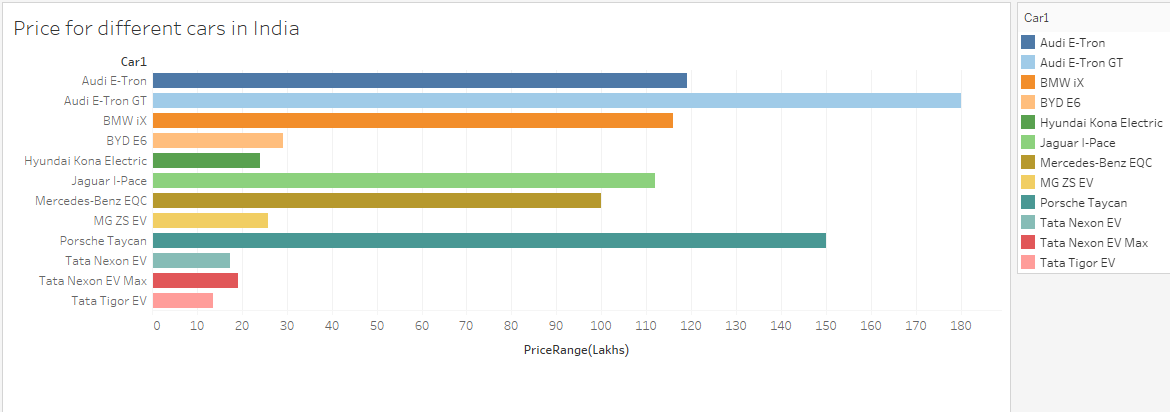 Price for different cars in India
Car1
Audi E-Tron
Audi E-Tron GT
BMW iX
BYD E6
Hyundai Kona Electric
Jaguar I-Pace
Mercedes-Benz EQC
MG ZS EV
Porsche Taycan
Tata Nexon EV
Tata Nexon EV Max
Tata Tigor EV
0 10 20 30 40 50 60 70 80 90 100 110 120 130 140 150 160 170 180
PriceRange(Lakhs)
Car1
Audi E-Tron
Audi E-Tron GT
BMW iX
BYD E6
Hyundai Kona Electric
Jaguar I-Pace
Mercedes-Benz EQC
MG ZS EV
Porsche Taycan
Tata Nexon EV
Tata Nexon EV Max
Tata Tigor EV